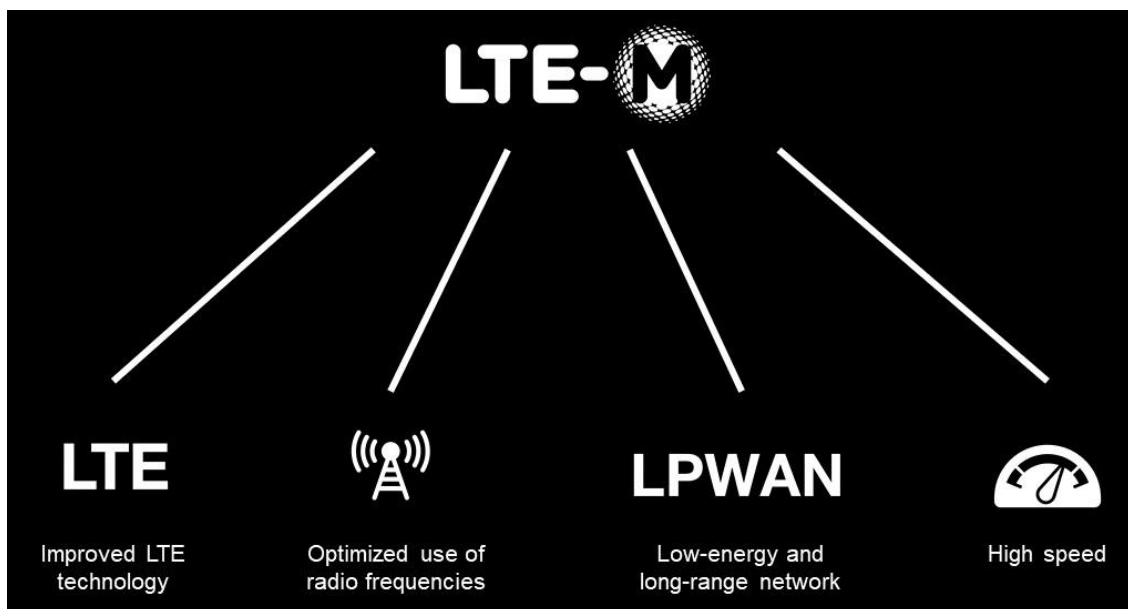 LTE-M
LTE
LPWAN
Improved LTE
technology
Optimized use of
radio frequencies
Low-energy and
long-range network
High speed